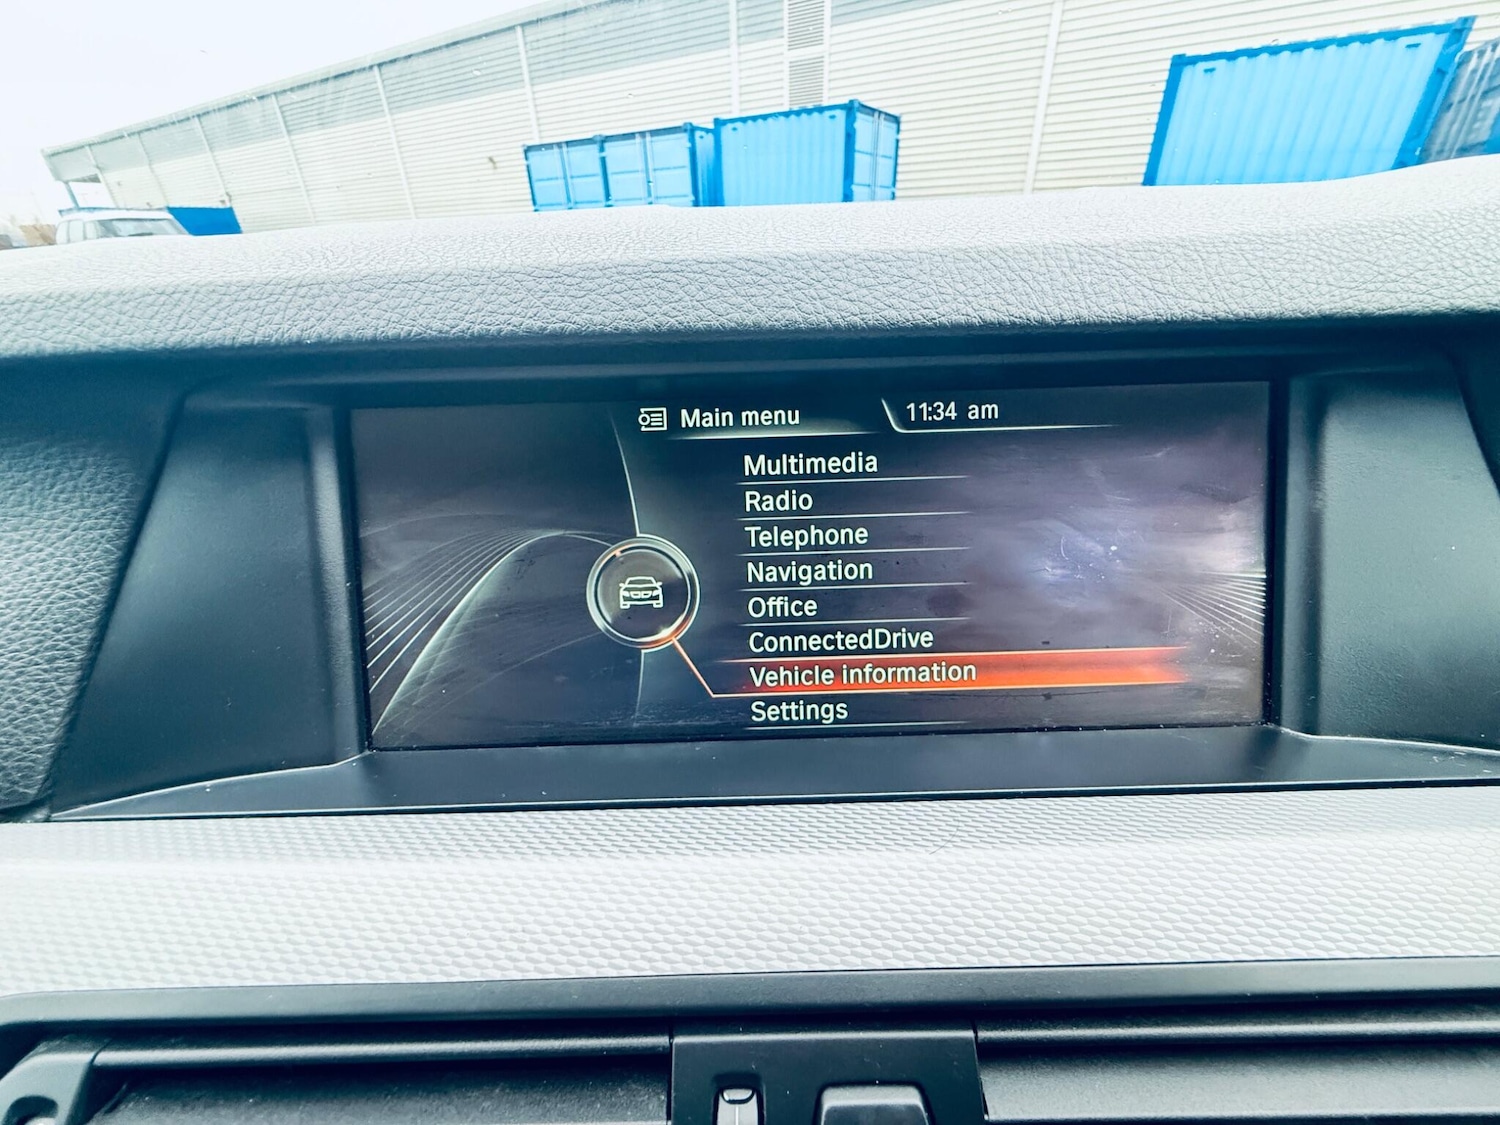 Main menu
11:34 am
Multimedia
Radio
Telephone
Navigation
Office
ConnectedDrive
Vehicle information
Settings